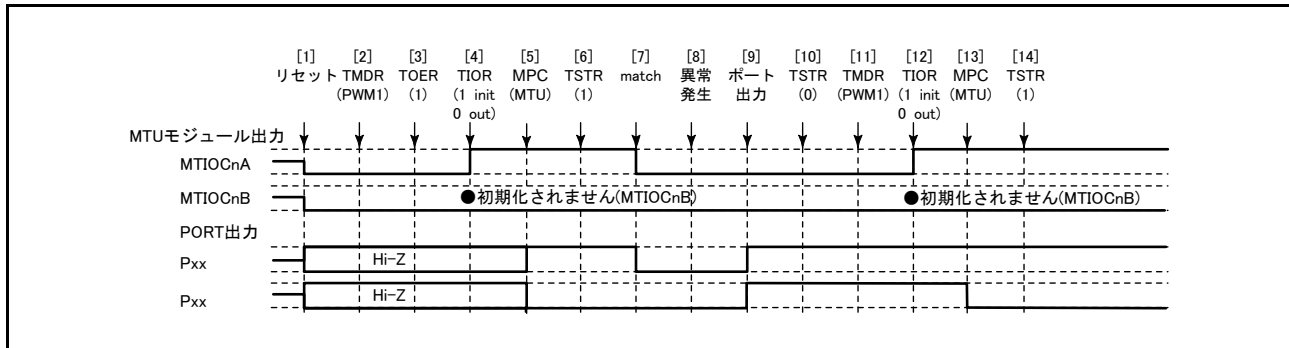 [1] [2] [3] [4] [5] [6] [7] [8] [9] [10] [11] [12] [13] [14]
リセット TMDR TOER TIOR MPC TSTR match 異常 ポート TSTR TMDR TIOR MPC TSTR
(PWM1) (1) (1 init (MTU) (1) 発生 出力 (0) (PWM1) (1 init (MTU) (1)
0 out) 0 out)
MTUモジュール出力
MTIOCnA
MTIOCnB ●初期化されません(MTIOCnB) ●初期化されません(MTIOCnB)
PORT出力
Pxx Hi-Z
Pxx Hi-Z